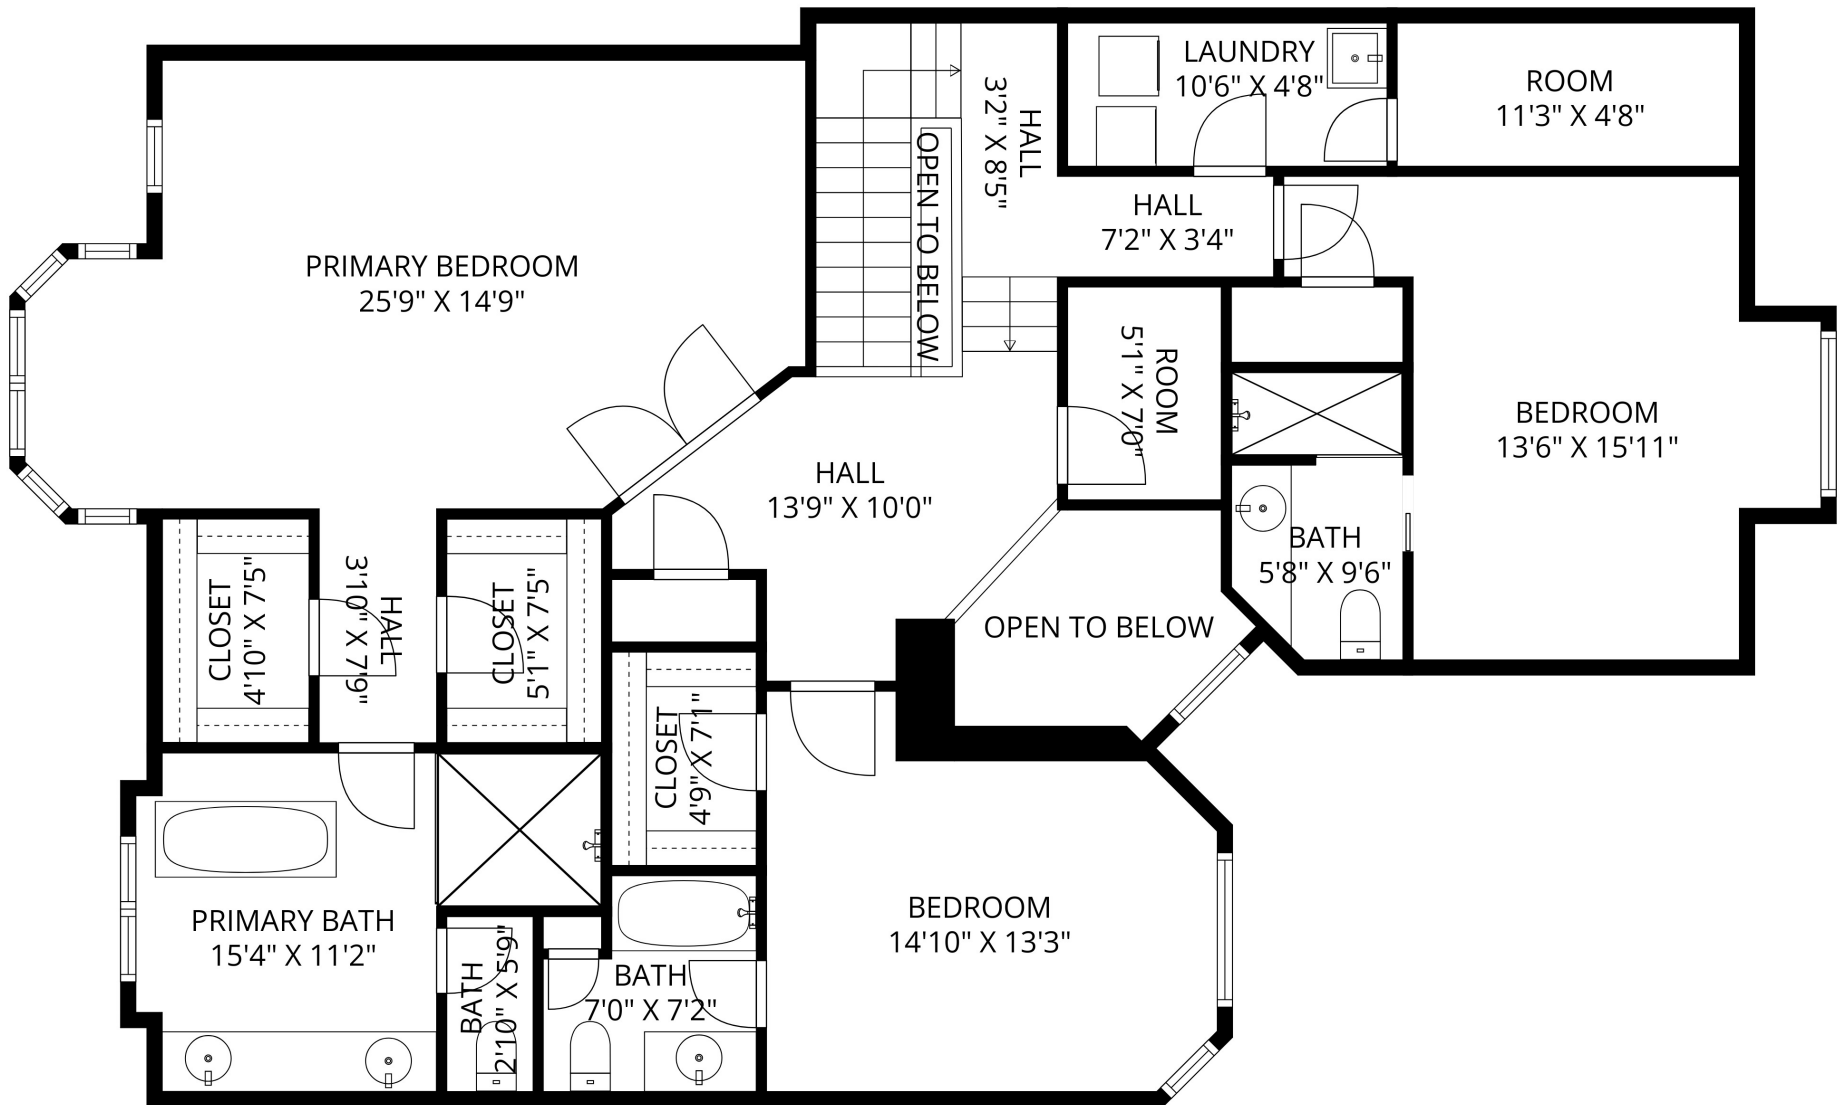 LAUNDRY
10'6" X 4'8"
ROOM
11'3" X 4'8"
HALL
3'2" X 8'5"
OPEN TO BELOW
HALL
7'2" X 3'4"
PRIMARY BEDROOM
25'9" X 14'9"
ROOM
5'1" X 7'0"
BEDROOM
13'6" X 15'11"
HALL
13'9" X 10'0"
BATH
5'8" X 9'6"
CLOSET
4'10" X 7'5"
HALL
3'10" X 7'9"
CLOSET
5'1" X 7'5"
OPEN TO BELOW
CLOSET
4'9" X 7'1"
PRIMARY BATH
15'4" X 11'2"
BATH
2'10" X 5'9"
BATH
7'0" X 7'2"
BEDROOM
14'10" X 13'3"